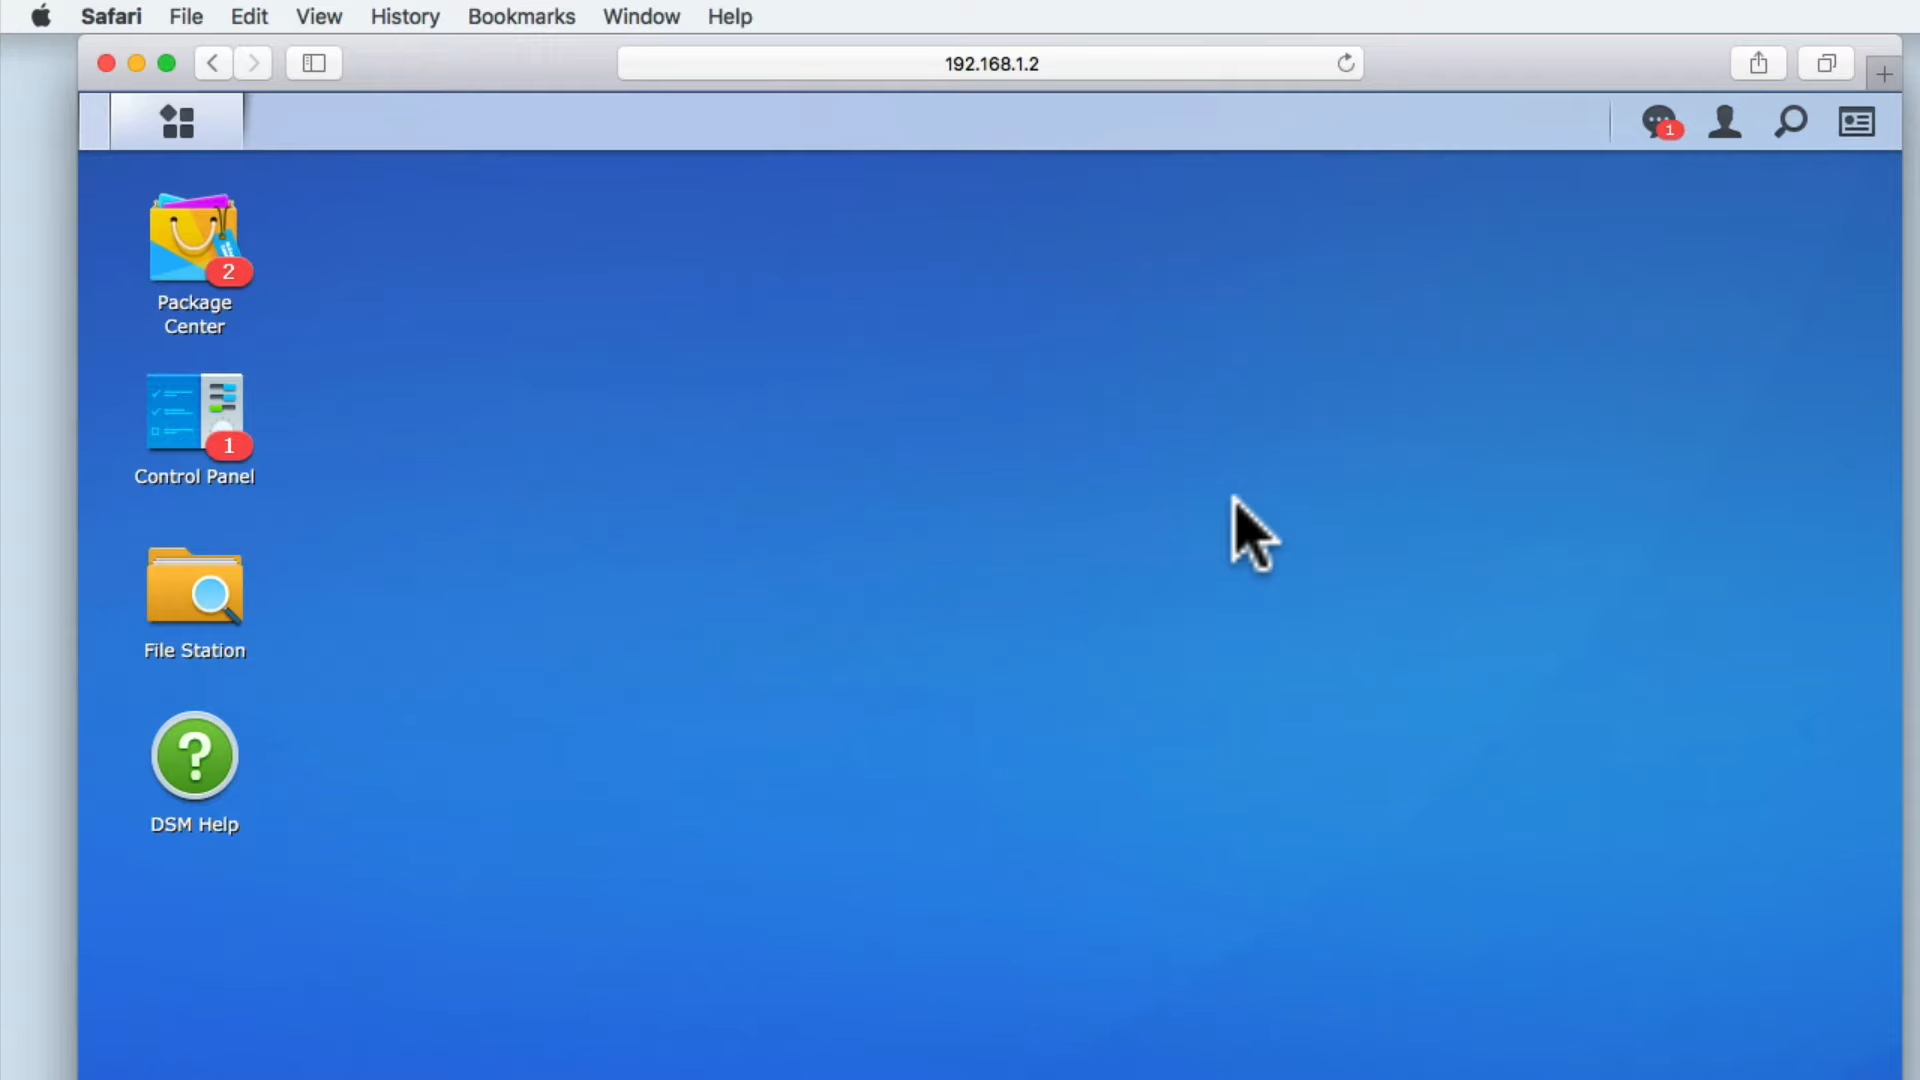 Safari File Edit View History Bookmarks Window Help
192.168.1.2
1
2
Package
Center
1
Control Panel
File Station
?
DSM Help